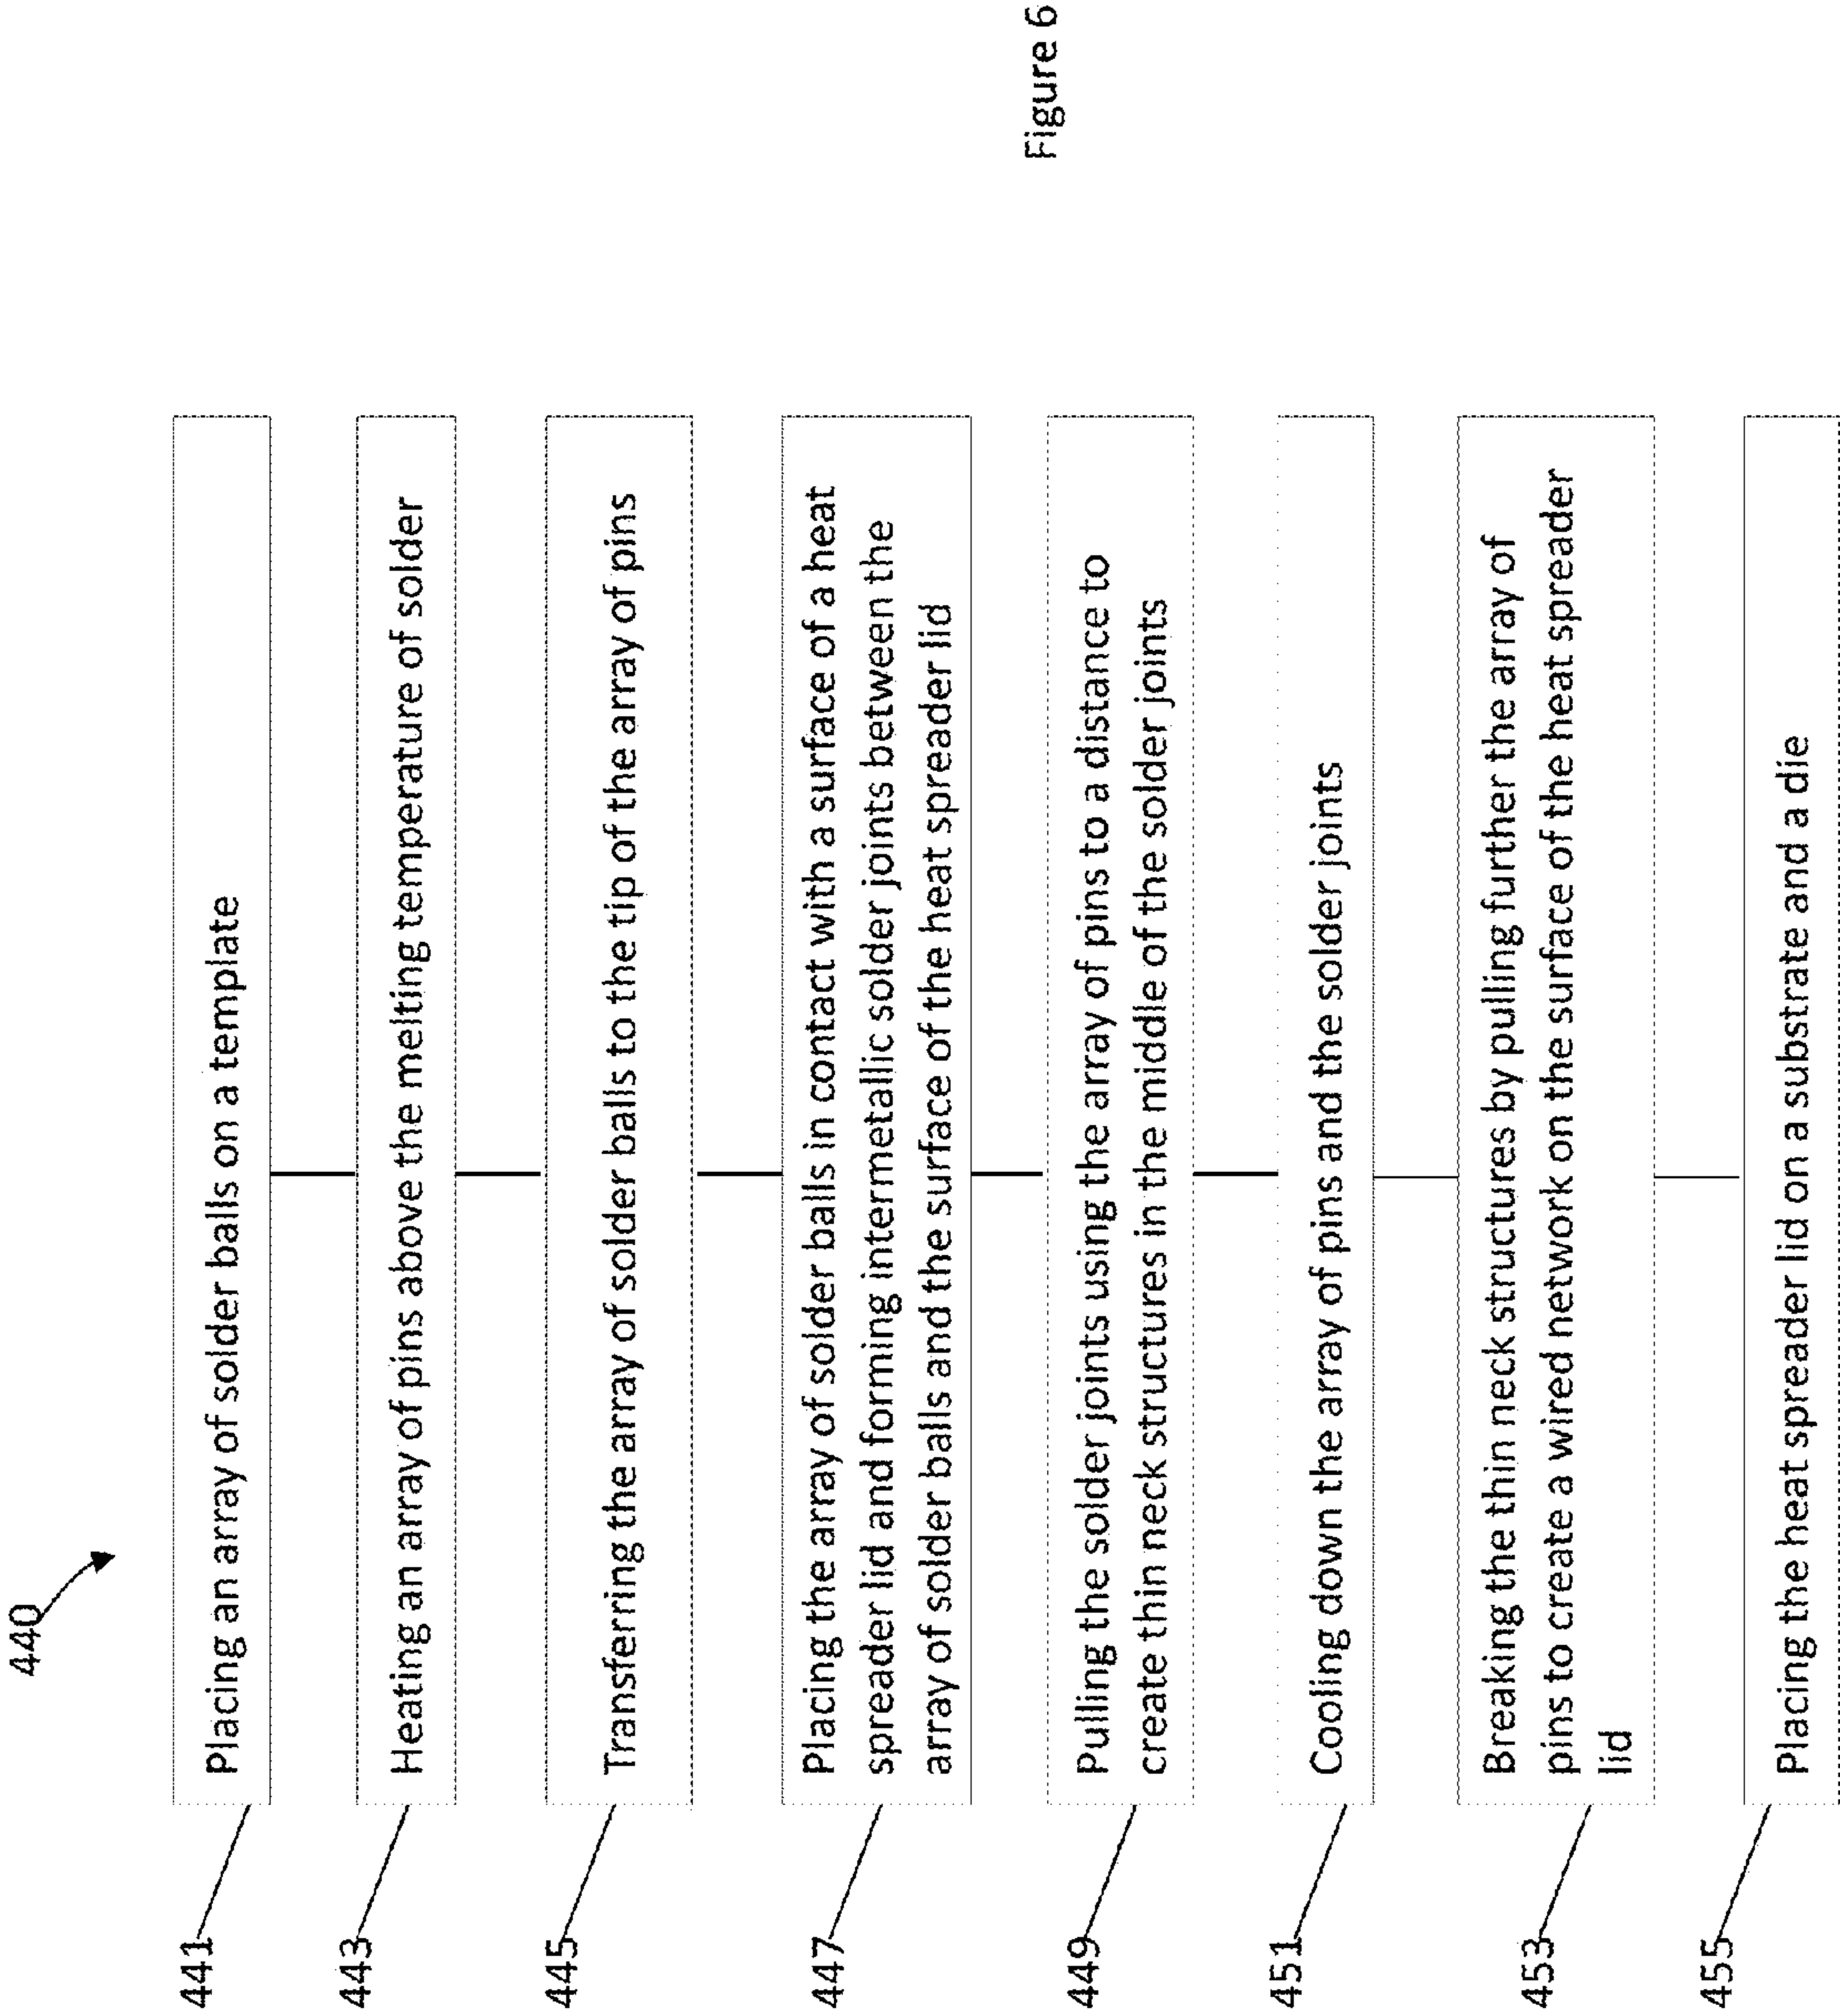 440
441
Placing an array of solder balls on a template
443
Heating an array of pins above the melting temperature of solder
445
Transferring the array of solder balls to the tip of the array of pins
447
Placing the array of solder balls in contact with a surface of a heat
spreader lid and forming intermetallic solder joints between the
array of solder balls and the surface of the heat spreader lid
449
Pulling the solder joints using the array of pins to a distance to
create thin neck structures in the middle of the solder joints
451
Cooling down the array of pins and the solder joints
453
Breaking the thin neck structures by pulling further the array of
pins to create a wired network on the surface of the heat spreader
lid
455
Placing the heat spreader lid on a substrate and a die
Figure 6